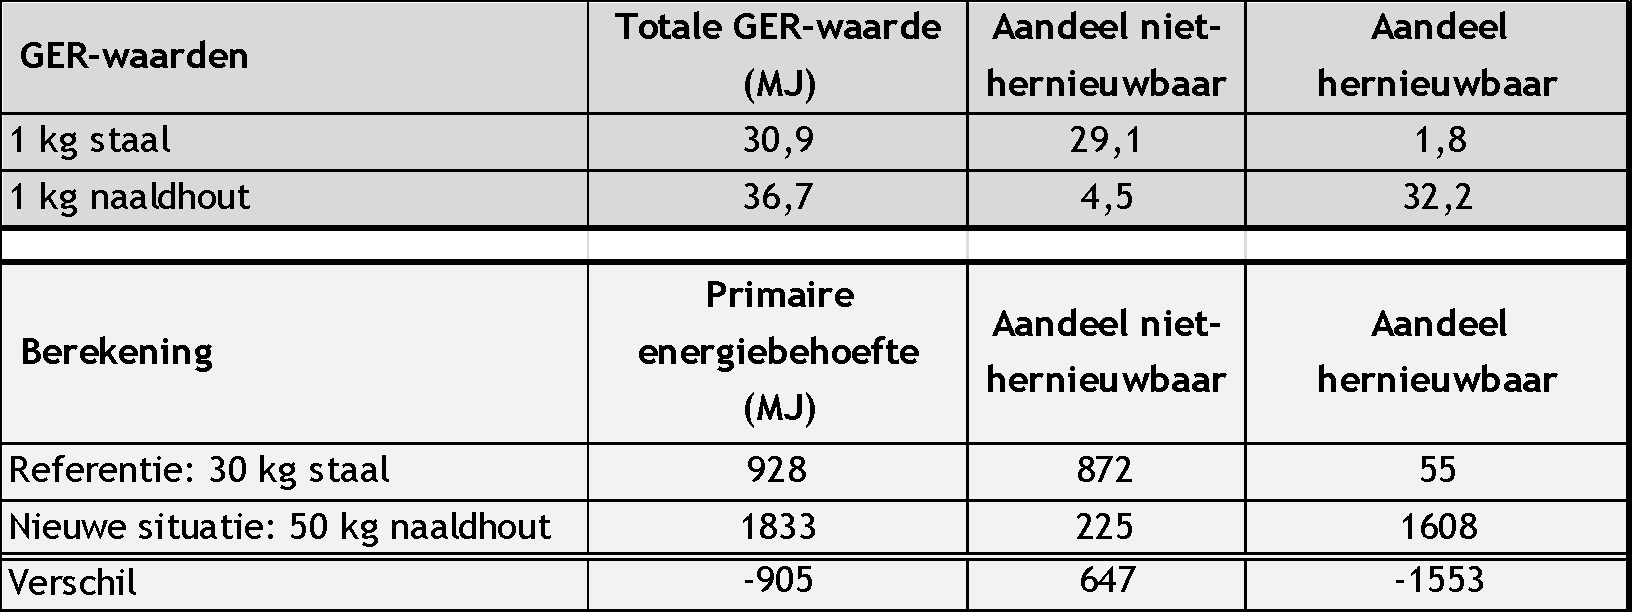 GER-waarden Totale GER-waarde (MJ) Aandeel niet-hernieuwbaar Aandeel hernieuwbaar
1 kg staal 30,9 29,1 1,8
1 kg naaldhout 36,7 4,5 32,2
Berekening Primaire energiebehoefte (MJ) Aandeel niet-hernieuwbaar Aandeel hernieuwbaar
Referentie: 30 kg staal 928 872 55
Nieuwe situatie: 50 kg naaldhout 1833 225 1608
Verschil -905 647 -1553